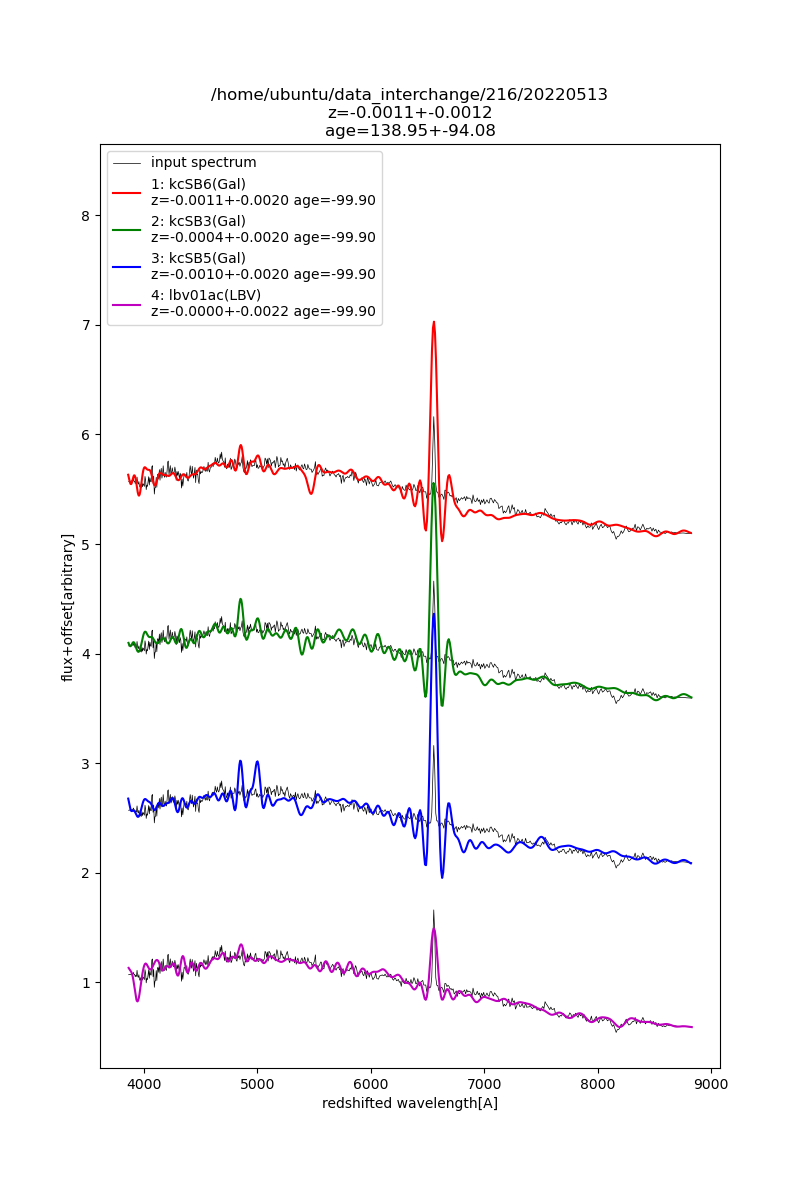 /home/ubuntu/data_interchange/216/20220513
z=-0.0011+-0.0012
age=138.95+-94.08
input spectrum
1: kcSB6(Gal)
z=-0.0011+-0.0020 age=-99.90
2: kcSB3(Gal)
z=-0.0004+-0.0020 age=-99.90
3: kcSB5(Gal)
z=-0.0010+-0.0020 age=-99.90
4: lbv01ac(LBV)
z=-0.0000+-0.0022 age=-99.90
8
7
6
5
4
3
2
1
flux+offset[arbitrary]
4000 5000 6000 7000 8000 9000
redshifted wavelength[A]